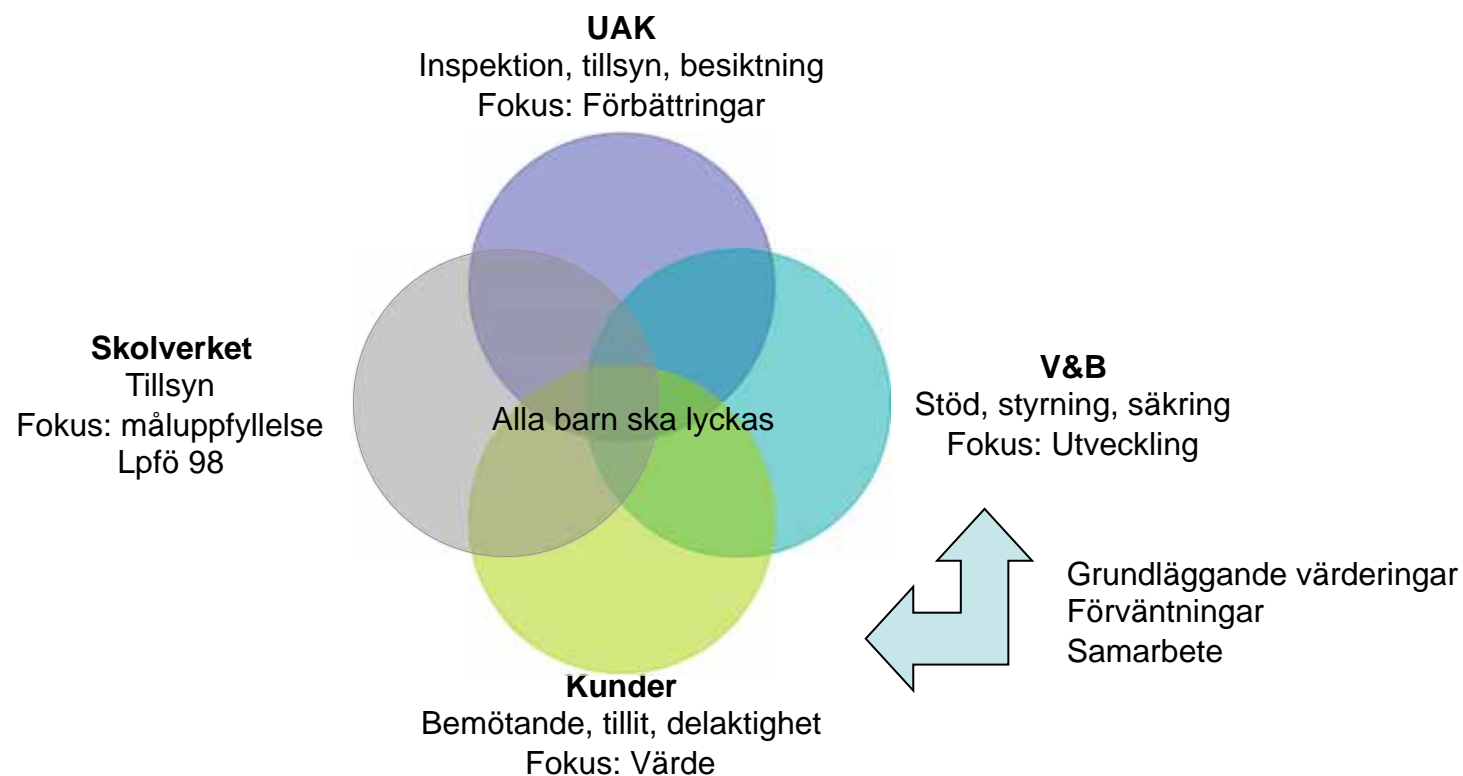 UAK
Inspektion, tillsyn, besiktning
Fokus: Förbättringar
Skolverket
Tillsyn
Fokus: måluppfyllelse
Lpfö 98
Alla barn ska lyckas
V&B
Stöd, styrning, säkring
Fokus: Utveckling
Grundläggande värderingar
Förväntningar
Samarbete
Kunder
Bemötande, tillit, delaktighet
Fokus: Värde